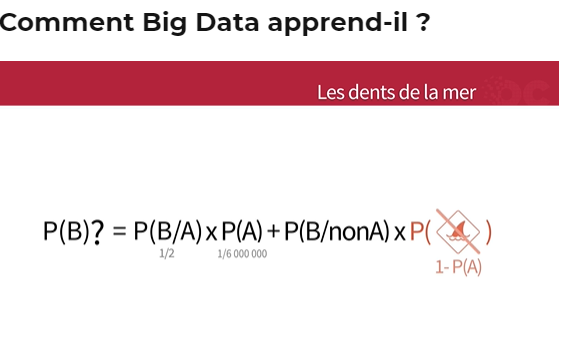 Comment Big Data apprend-il ?
Les dents de la mer
P(B)? = P(B/A) x P(A) + P(B/nonA) x P( )
1/2 1/6 000 000
1- P(A)